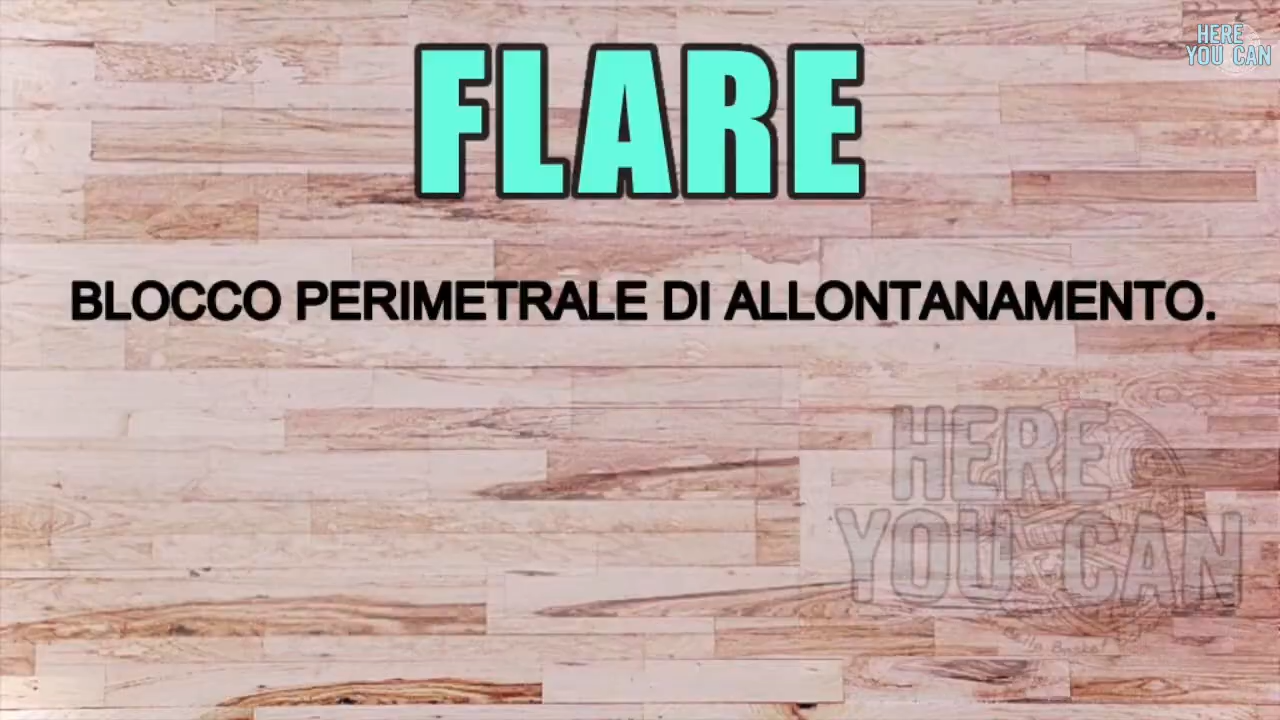 HERE
YOU CAN
FLARE
BLOCCO PERIMETRALE DI ALLONTANAMENTO.
HERE
YOU CAN